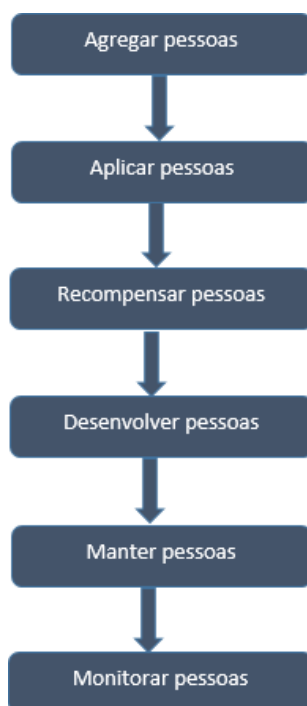 Agregar pessoas
Aplicar pessoas
Recompensar pessoas
Desenvolver pessoas
Manter pessoas
Monitorar pessoas